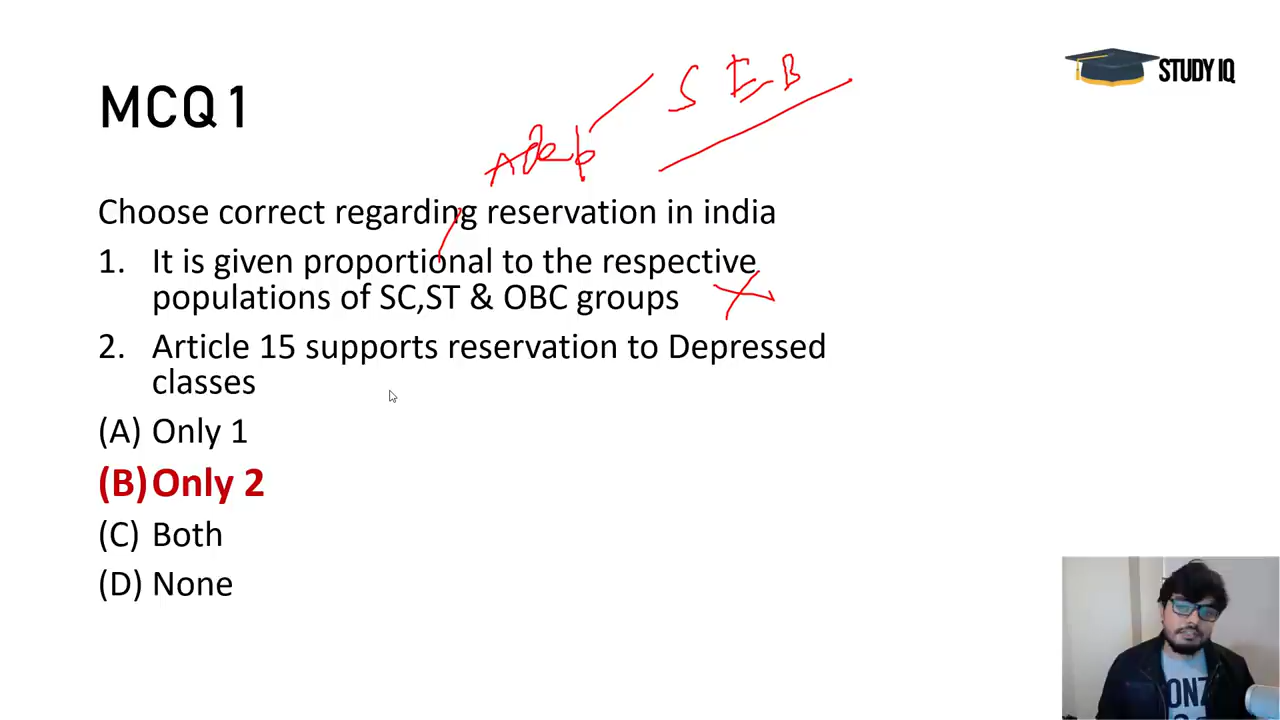 STUDY IQ
S E B
MCQ 1
Choose correct regarding reservation in india
1. It is given proportional to the respective
populations of SC,ST & OBC groups
2. Article 15 supports reservation to Depressed
classes
(A) Only 1
(B) Only 2
(C) Both
(D) None